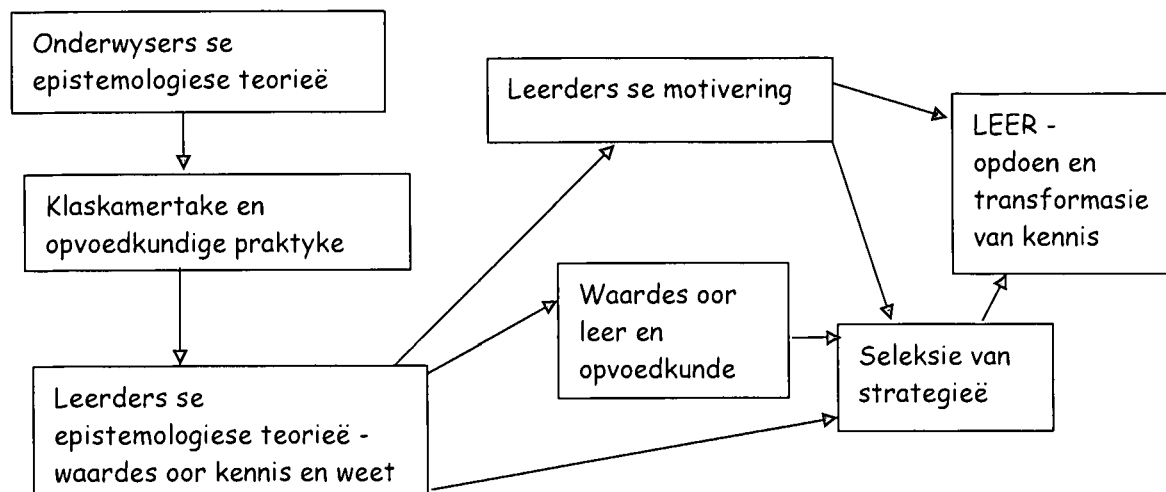 Onderwysers se
epistemologiese teorieë
Klaskamertake en
opvoedkundige praktyke
Leerders se
epistemologiese teorieë -
waardes oor kennis en weet
Leerders se motivering
Waardes oor
leer en
opvoedkunde
Seleksie van
strategieë
LEER -
opdoen en
transformasie
van kennis